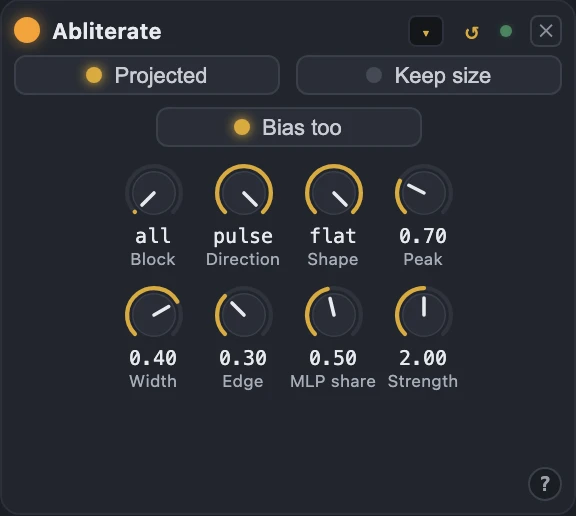 Abliterate
Projected Keep size
Bias too
all pulse flat 0.70
Block Direction Shape Peak
0.40 0.30 0.50 2.00
Width Edge MLP share Strength
?